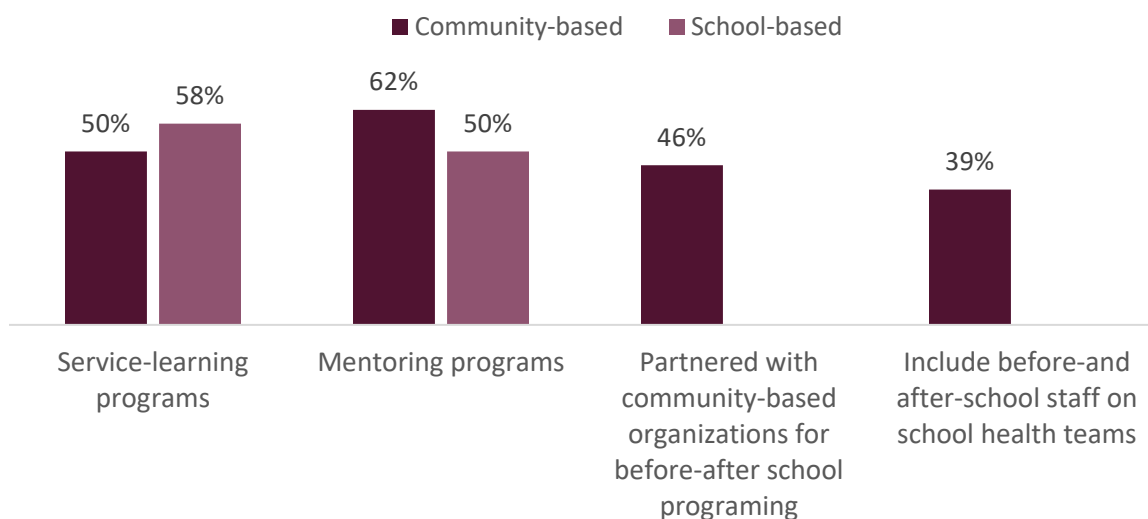 Community-based School-based
50%
58%
62%
50%
46%
39%
Service-learning
programs
Mentoring programs
Partnered with
community-based
organizations for
before-after school
programing
Include before-and
after-school staff on
school health teams